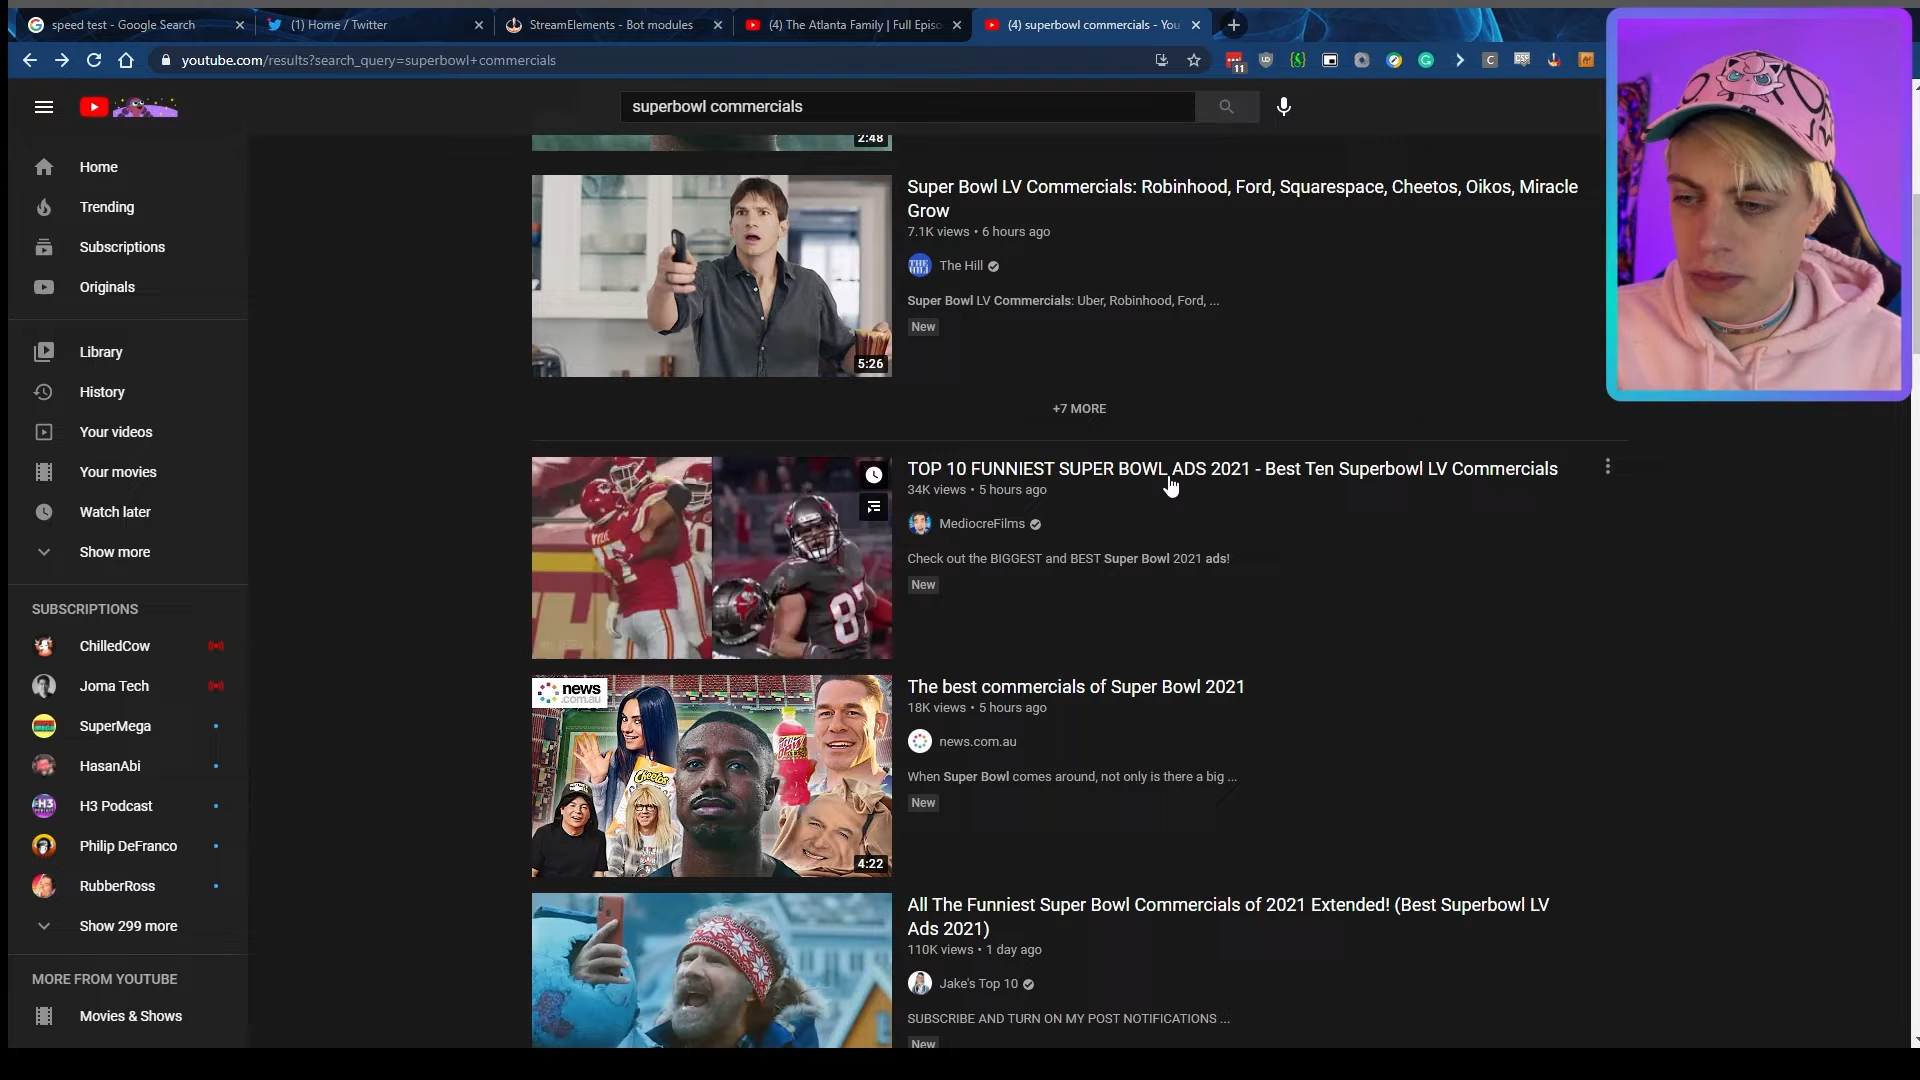 speed test - Google Search
(1) Home / Twitter
StreamElements - Bot modules
(4) The Atlanta Family | Full Episo
(4) superbowl commercials - You
youtube.com/results?search_query=superbowl+commercials
11
superbowl commercials
Home
Trending
Subscriptions
Originals
Library
History
Your videos
Your movies
Watch later
Show more
SUBSCRIPTIONS
ChilledCow
Joma Tech
SuperMega
HasanAbi
H3 Podcast
Philip DeFranco
RubberRoss
Show 299 more
MORE FROM YOUTUBE
Movies & Shows
2:48
5:26
Super Bowl LV Commercials: Robinhood, Ford, Squarespace, Cheetos, Oikos, Miracle
Grow
7.1K views • 6 hours ago
THE HILL
The Hill
Super Bowl LV Commercials: Uber, Robinhood, Ford, ...
New
+7 MORE
87
TOP 10 FUNNIEST SUPER BOWL ADS 2021 - Best Ten Superbowl LV Commercials
34K views • 5 hours ago
MediocreFilms
Check out the BIGGEST and BEST Super Bowl 2021 ads!
New
news
.com.au
Cheetos
4:22
The best commercials of Super Bowl 2021
18K views • 5 hours ago
news.com.au
When Super Bowl comes around, not only is there a big ...
New
All The Funniest Super Bowl Commercials of 2021 Extended! (Best Superbowl LV
Ads 2021)
110K views • 1 day ago
Jake's Top 10
SUBSCRIBE AND TURN ON MY POST NOTIFICATIONS ...
New